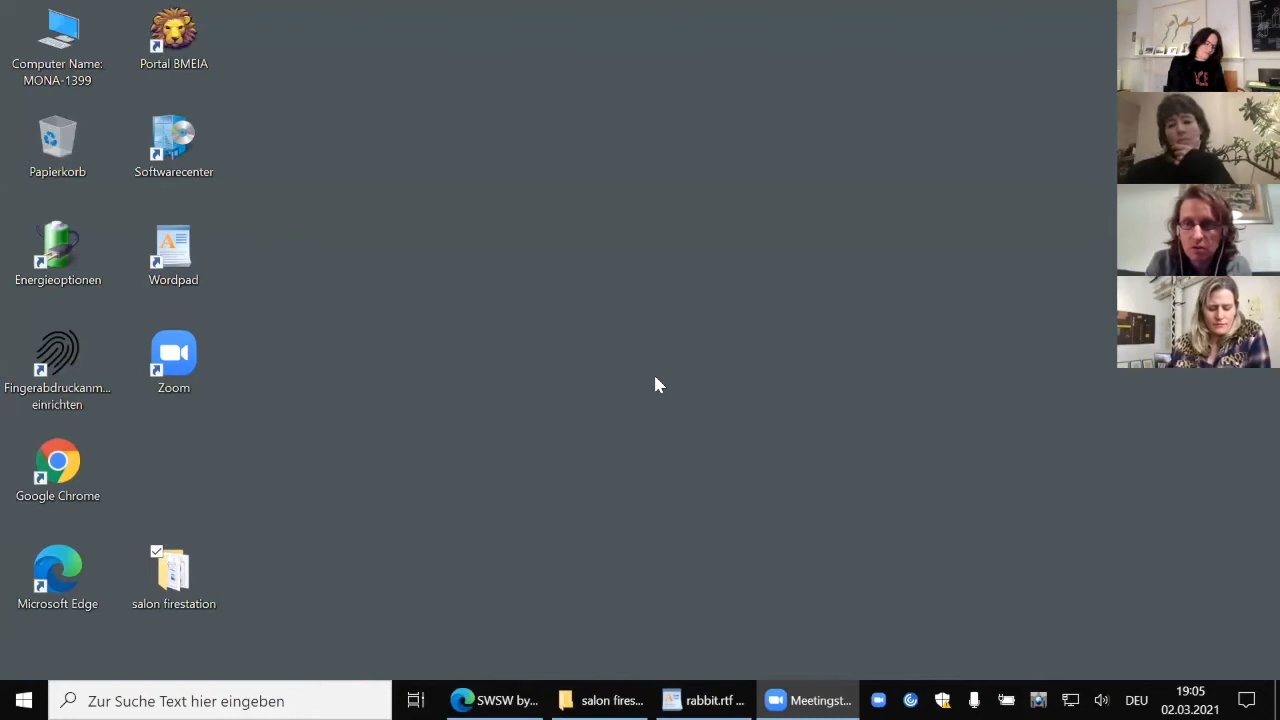 Computer Name:
MONA-1399
Portal BMEIA
Papierkorb
Softwarecenter
Energieoptionen
Wordpad
Fingerabdruckanm...
einrichten
Zoom
Google Chrome
Microsoft Edge
salon firestation
Zur Suche Text hier eingeben
SWSW by...
salon fires...
rabbit.rtf ...
Meetingst...
DEU
19:05
02.03.2021